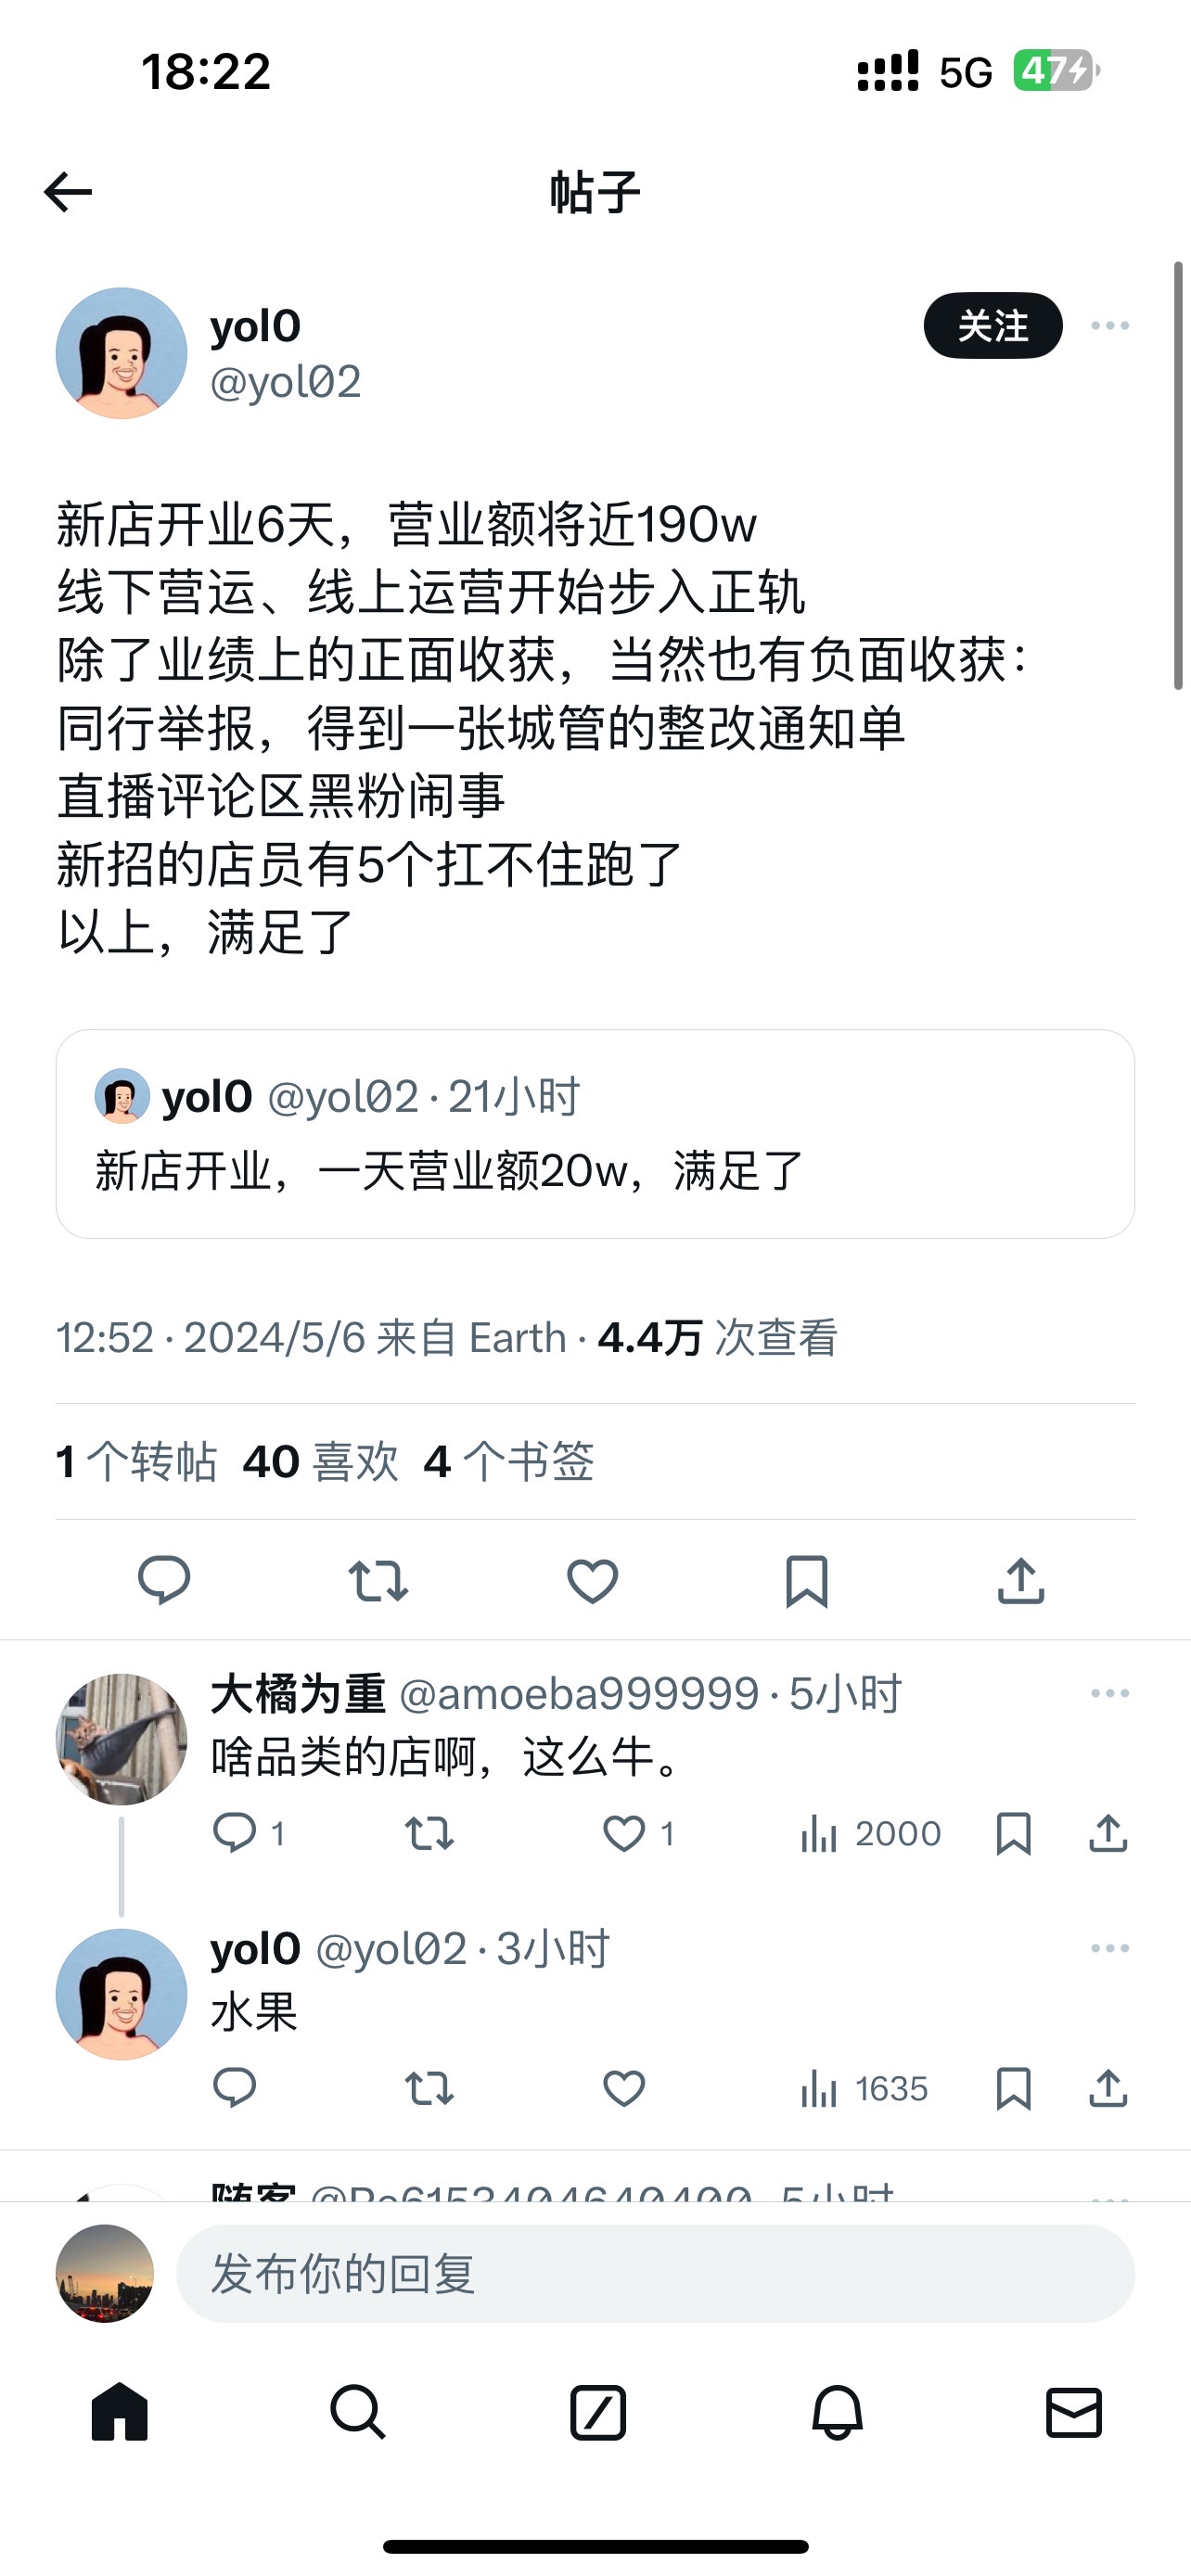 18:22
5G 47
帖子
yol0
@yol02
关注
新店开业6天，营业额将近190w
线下营运、线上运营开始步入正轨
除了业绩上的正面收获，当然也有负面收获：
同行举报，得到一张城管的整改通知单
直播评论区黑粉闹事
新招的店员有5个扛不住跑了
以上，满足了
yol0 @yol02 · 21小时
新店开业，一天营业额20w，满足了
12:52 · 2024/5/6 来自 Earth · 4.4万 次查看
1 个转帖 40 喜欢 4 个书签
大橘为重 @amoeba999999 · 5小时
啥品类的店啊，这么牛。
1 1 2000
yol0 @yol02 · 3小时
水果
1635
随客 5小时
发布你的回复